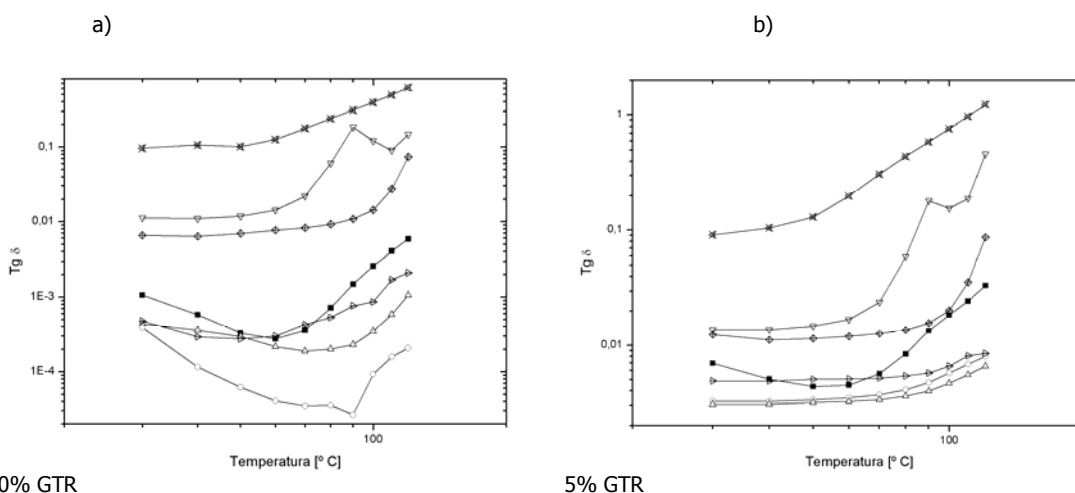 a)
b)
0,1
0,01
1E-3
1E-4
Tg δ
100
Temperatura [º C]
1
0,1
0,01
Tg δ
100
Temperatura [º C]
0% GTR
5% GTR